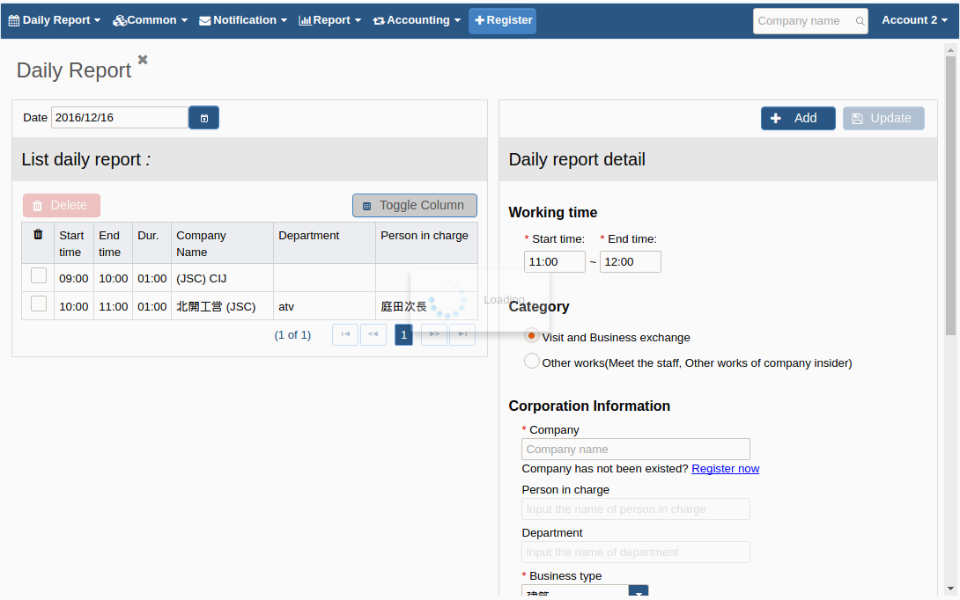 Daily Report Common Notification Report Accounting Register Company name Account 2
Daily Report
Date 2016/12/16
Add Update
List daily report :
Daily report detail
Delete Toggle Column
Working time
Start time End time Dur. Company Name Department Person in charge
* Start time: * End time:
11:00 ~ 12:00
09:00 10:00 01:00 (JSC) CIJ
10:00 11:00 01:00 北開工営 (JSC) atv 庭田次長
Loading
Category
(1 of 1) 1
Visit and Business exchange
Other works(Meet the staff, Other works of company insider)
Corporation Information
* Company
Company name
Company has not been existed? Register now
Person in charge
Input the name of person in charge
Department
Input the name of department
* Business type
建築